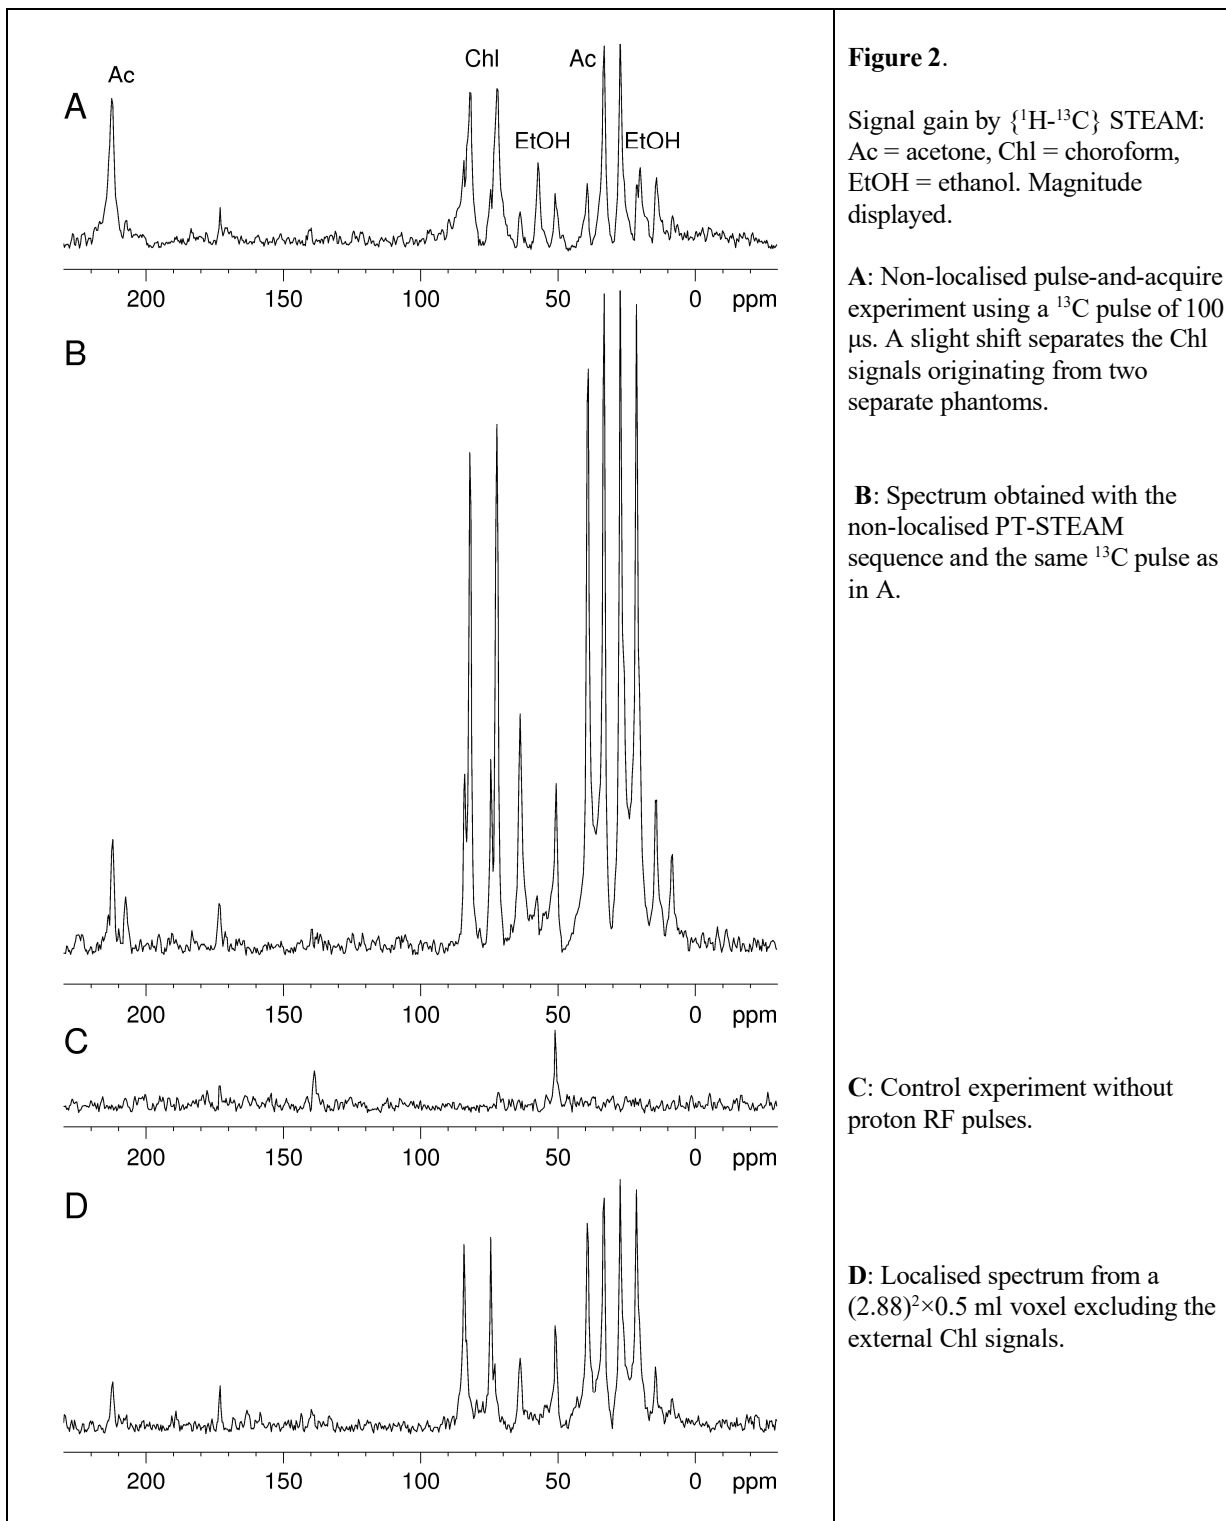 Ac
Chl
Ac
A
EtOH
EtOH
200 150 100 50 0 ppm
B
200 150 100 50 0 ppm
C
200 150 100 50 0 ppm
D
200 150 100 50 0 ppm
Figure 2.
Signal gain by {¹H-¹³C} STEAM:
Ac = acetone, Chl = choroform,
EtOH = ethanol. Magnitude
displayed.
A: Non-localised pulse-and-acquire
experiment using a ¹³C pulse of 100
μs. A slight shift separates the Chl
signals originating from two
separate phantoms.
B: Spectrum obtained with the
non-localised PT-STEAM
sequence and the same ¹³C pulse as
in A.
C: Control experiment without
proton RF pulses.
D: Localised spectrum from a
(2.88)²×0.5 ml voxel excluding the
external Chl signals.